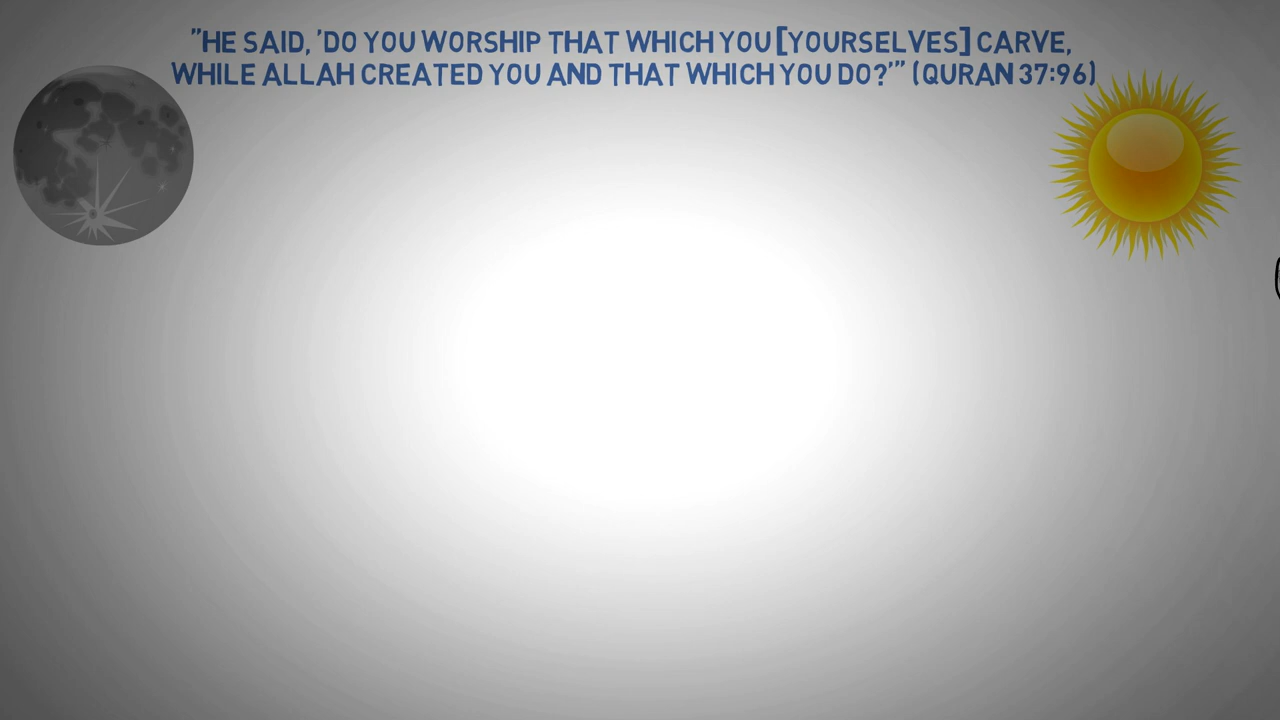 "HE SAID, 'DO YOU WORSHIP THAT WHICH YOU [YOURSELVES] CARVE,
WHILE ALLAH CREATED YOU AND THAT WHICH YOU DO?'" (QURAN 37:96)